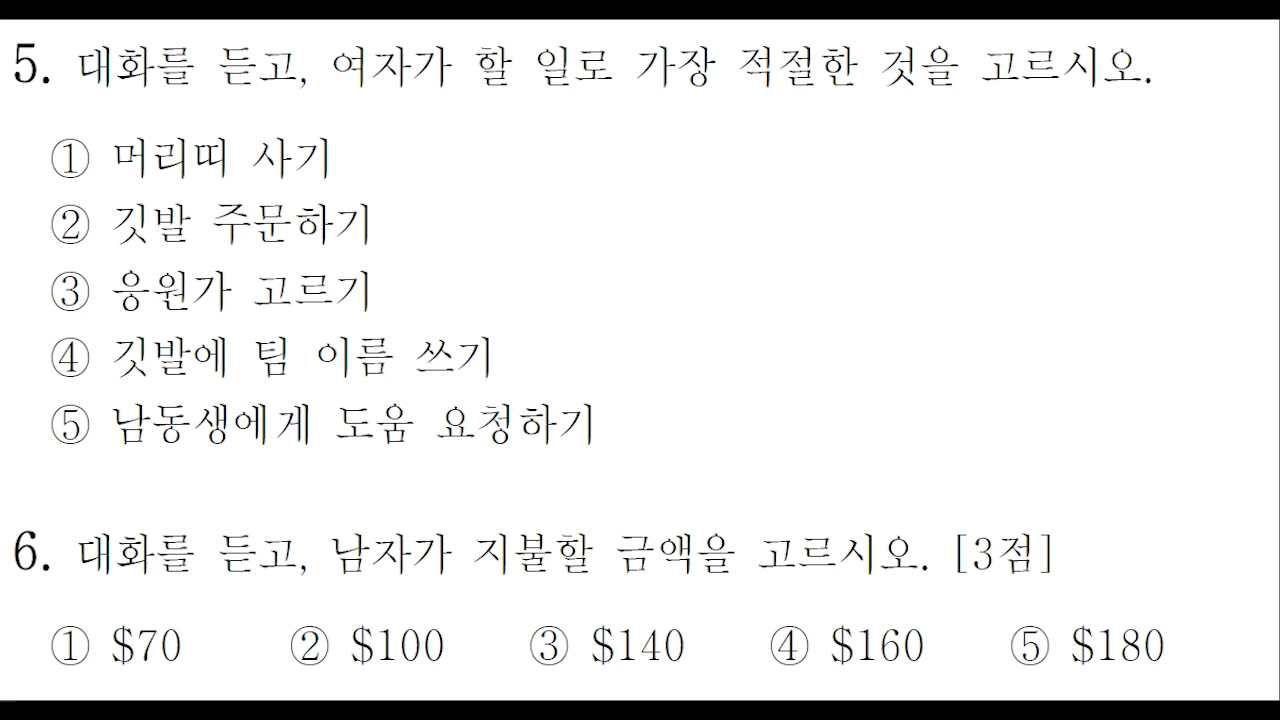 5. 대화를 듣고, 여자가 할 일로 가장 적절한 것을 고르시오.
① 머리띠 사기
② 깃발 주문하기
③ 응원가 고르기
④ 깃발에 팀 이름 쓰기
⑤ 남동생에게 도움 요청하기
6. 대화를 듣고, 남자가 지불할 금액을 고르시오. [3점]
① $70 ② $100 ③ $140 ④ $160 ⑤ $180